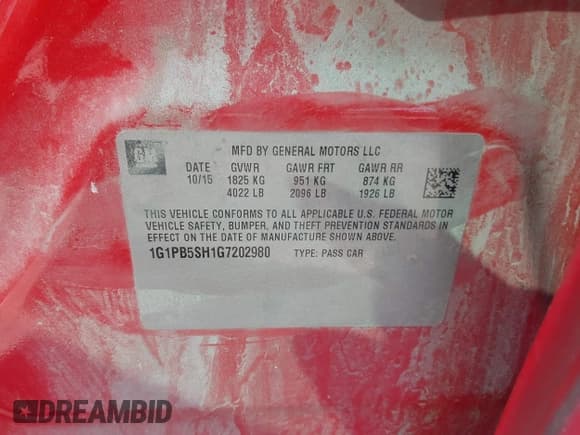 GM
MFD BY GENERAL MOTORS LLC
DATE GVWR GAWR FRT GAWR RR
10/15 1825 KG 951 KG 874 KG
4022 LB 2096 LB 1926 LB
THIS VEHICLE CONFORMS TO ALL APPLICABLE U.S. FEDERAL MOTOR
VEHICLE SAFETY, BUMPER, AND THEFT PREVENTION STANDARDS IN
EFFECT ON THE DATE OF MANUFACTURE SHOWN ABOVE.
1G1PB5SH1G7202980 TYPE: PASS CAR
DREAMBID